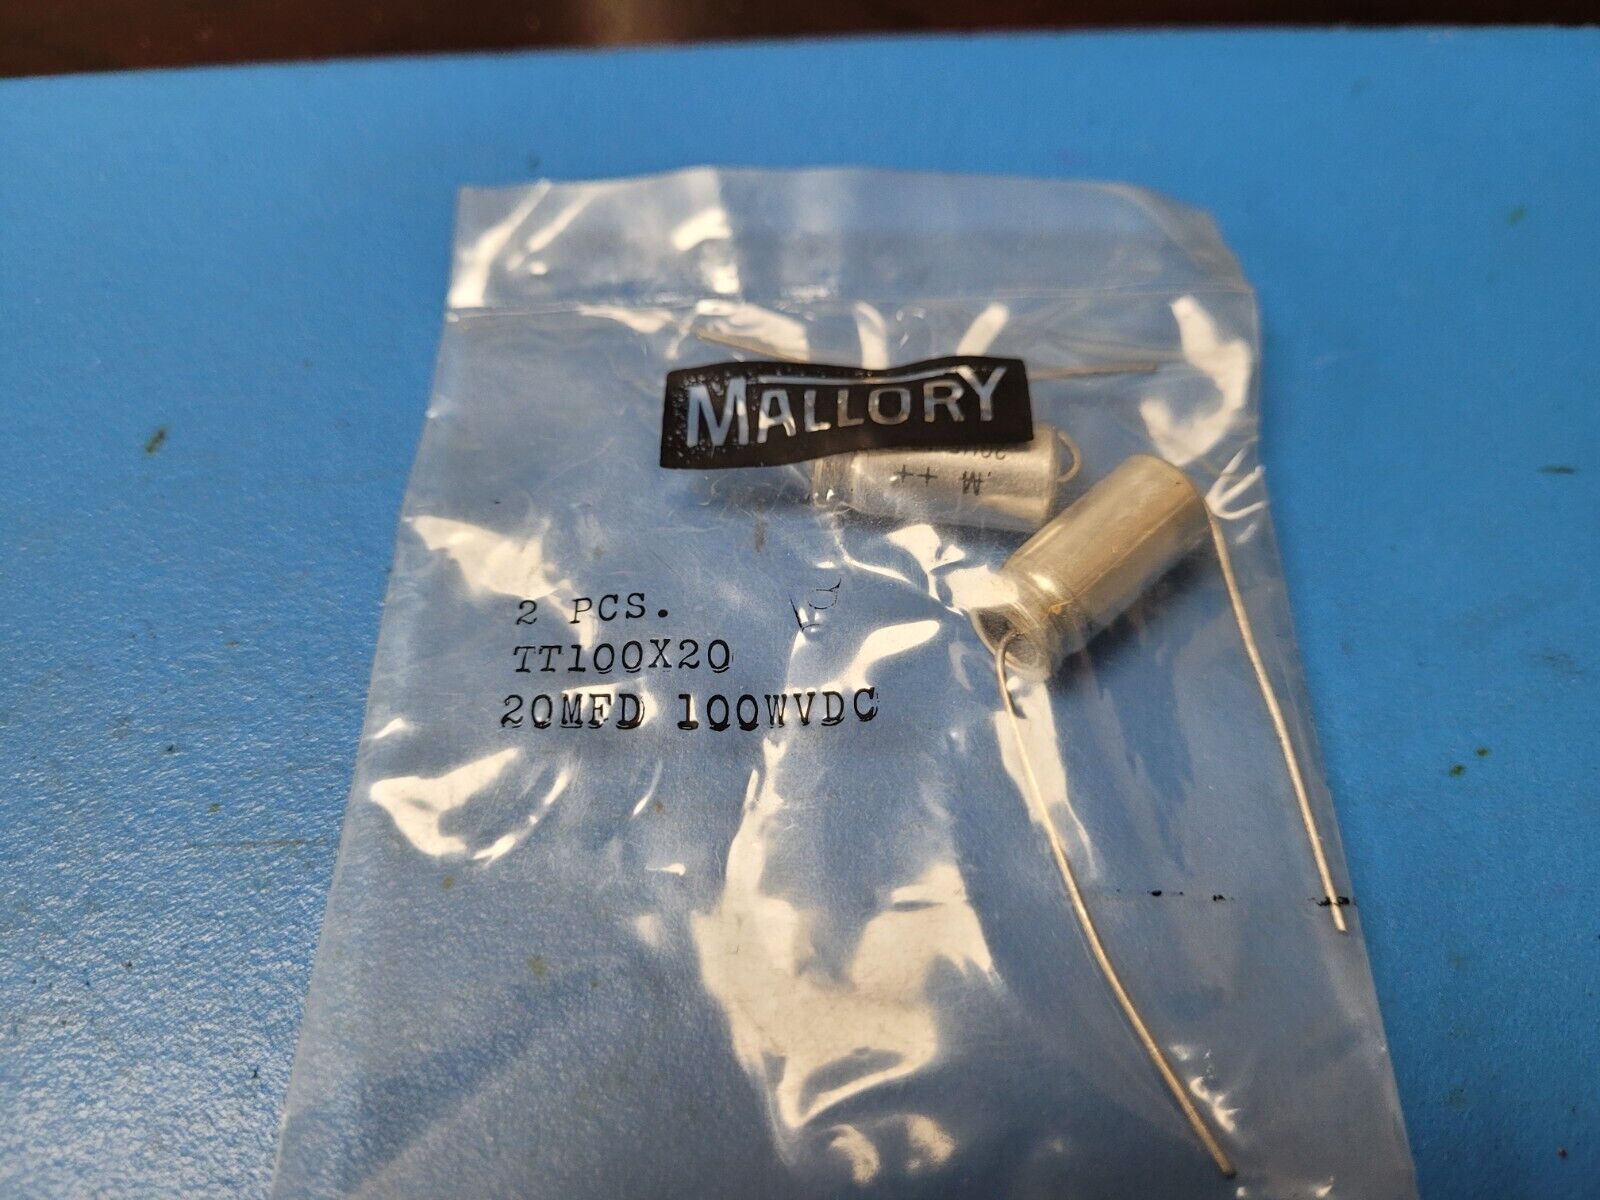 MALLORY
++ M.
2 PCS.
TT100X20
20MFD 100WVDC